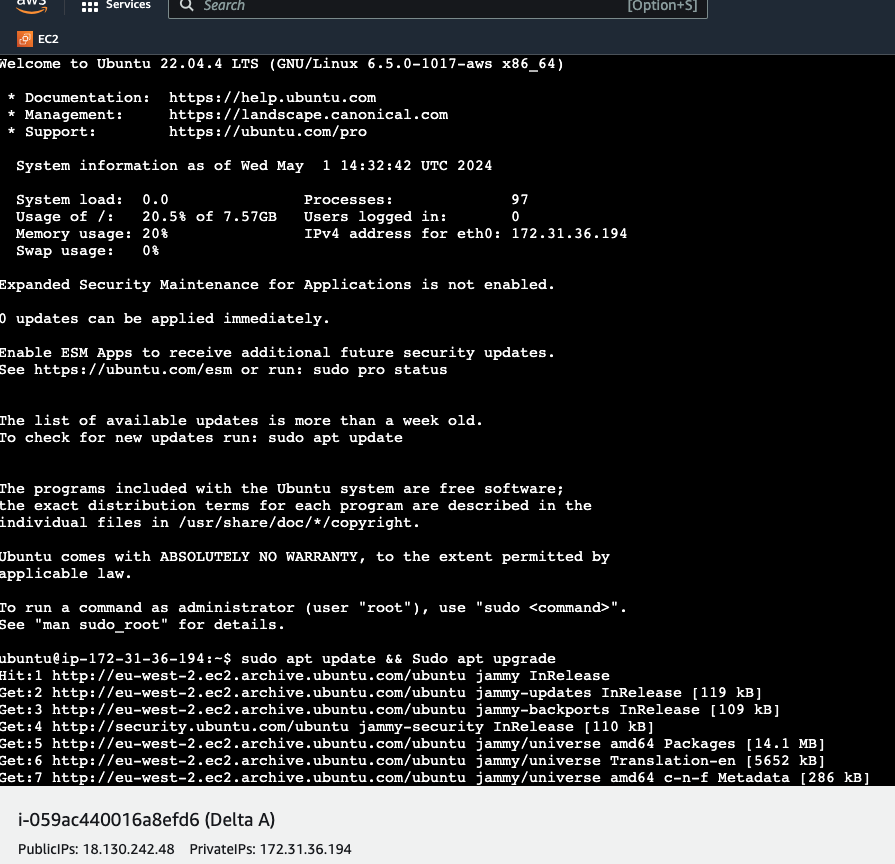 aws Services Search [Option+S]
EC2
Welcome to Ubuntu 22.04.4 LTS (GNU/Linux 6.5.0-1017-aws x86_64)
* Documentation: https://help.ubuntu.com
* Management: https://landscape.canonical.com
* Support: https://ubuntu.com/pro
System information as of Wed May 1 14:32:42 UTC 2024
System load: 0.0 Processes: 97
Usage of /: 20.5% of 7.57GB Users logged in: 0
Memory usage: 20% IPv4 address for eth0: 172.31.36.194
Swap usage: 0%
Expanded Security Maintenance for Applications is not enabled.
0 updates can be applied immediately.
Enable ESM Apps to receive additional future security updates.
See https://ubuntu.com/esm or run: sudo pro status
The list of available updates is more than a week old.
To check for new updates run: sudo apt update
The programs included with the Ubuntu system are free software;
the exact distribution terms for each program are described in the
individual files in /usr/share/doc/*/copyright.
Ubuntu comes with ABSOLUTELY NO WARRANTY, to the extent permitted by
applicable law.
To run a command as administrator (user "root"), use "sudo <command>".
See "man sudo_root" for details.
ubuntu@ip-172-31-36-194:~$ sudo apt update && Sudo apt upgrade
Hit:1 http://eu-west-2.ec2.archive.ubuntu.com/ubuntu jammy InRelease
Get:2 http://eu-west-2.ec2.archive.ubuntu.com/ubuntu jammy-updates InRelease [119 kB]
Get:3 http://eu-west-2.ec2.archive.ubuntu.com/ubuntu jammy-backports InRelease [109 kB]
Get:4 http://security.ubuntu.com/ubuntu jammy-security InRelease [110 kB]
Get:5 http://eu-west-2.ec2.archive.ubuntu.com/ubuntu jammy/universe amd64 Packages [14.1 MB]
Get:6 http://eu-west-2.ec2.archive.ubuntu.com/ubuntu jammy/universe Translation-en [5652 kB]
Get:7 http://eu-west-2.ec2.archive.ubuntu.com/ubuntu jammy/universe amd64 c-n-f Metadata [286 kB]
i-059ac440016a8efd6 (Delta A)
PublicIPs: 18.130.242.48 PrivateIPs: 172.31.36.194